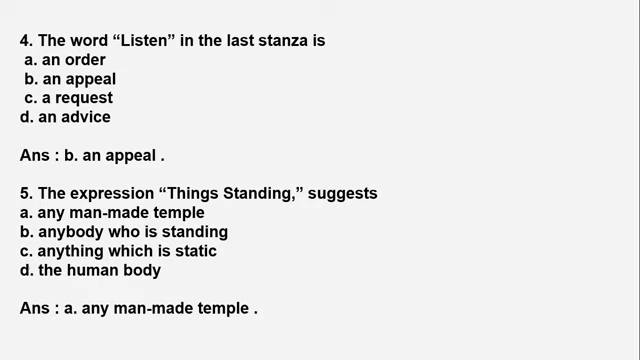 4. The word “Listen” in the last stanza is
a. an order
b. an appeal
c. a request
d. an advice
Ans : b. an appeal .
5. The expression “Things Standing,” suggests
a. any man-made temple
b. anybody who is standing
c. anything which is static
d. the human body
Ans : a. any man-made temple .